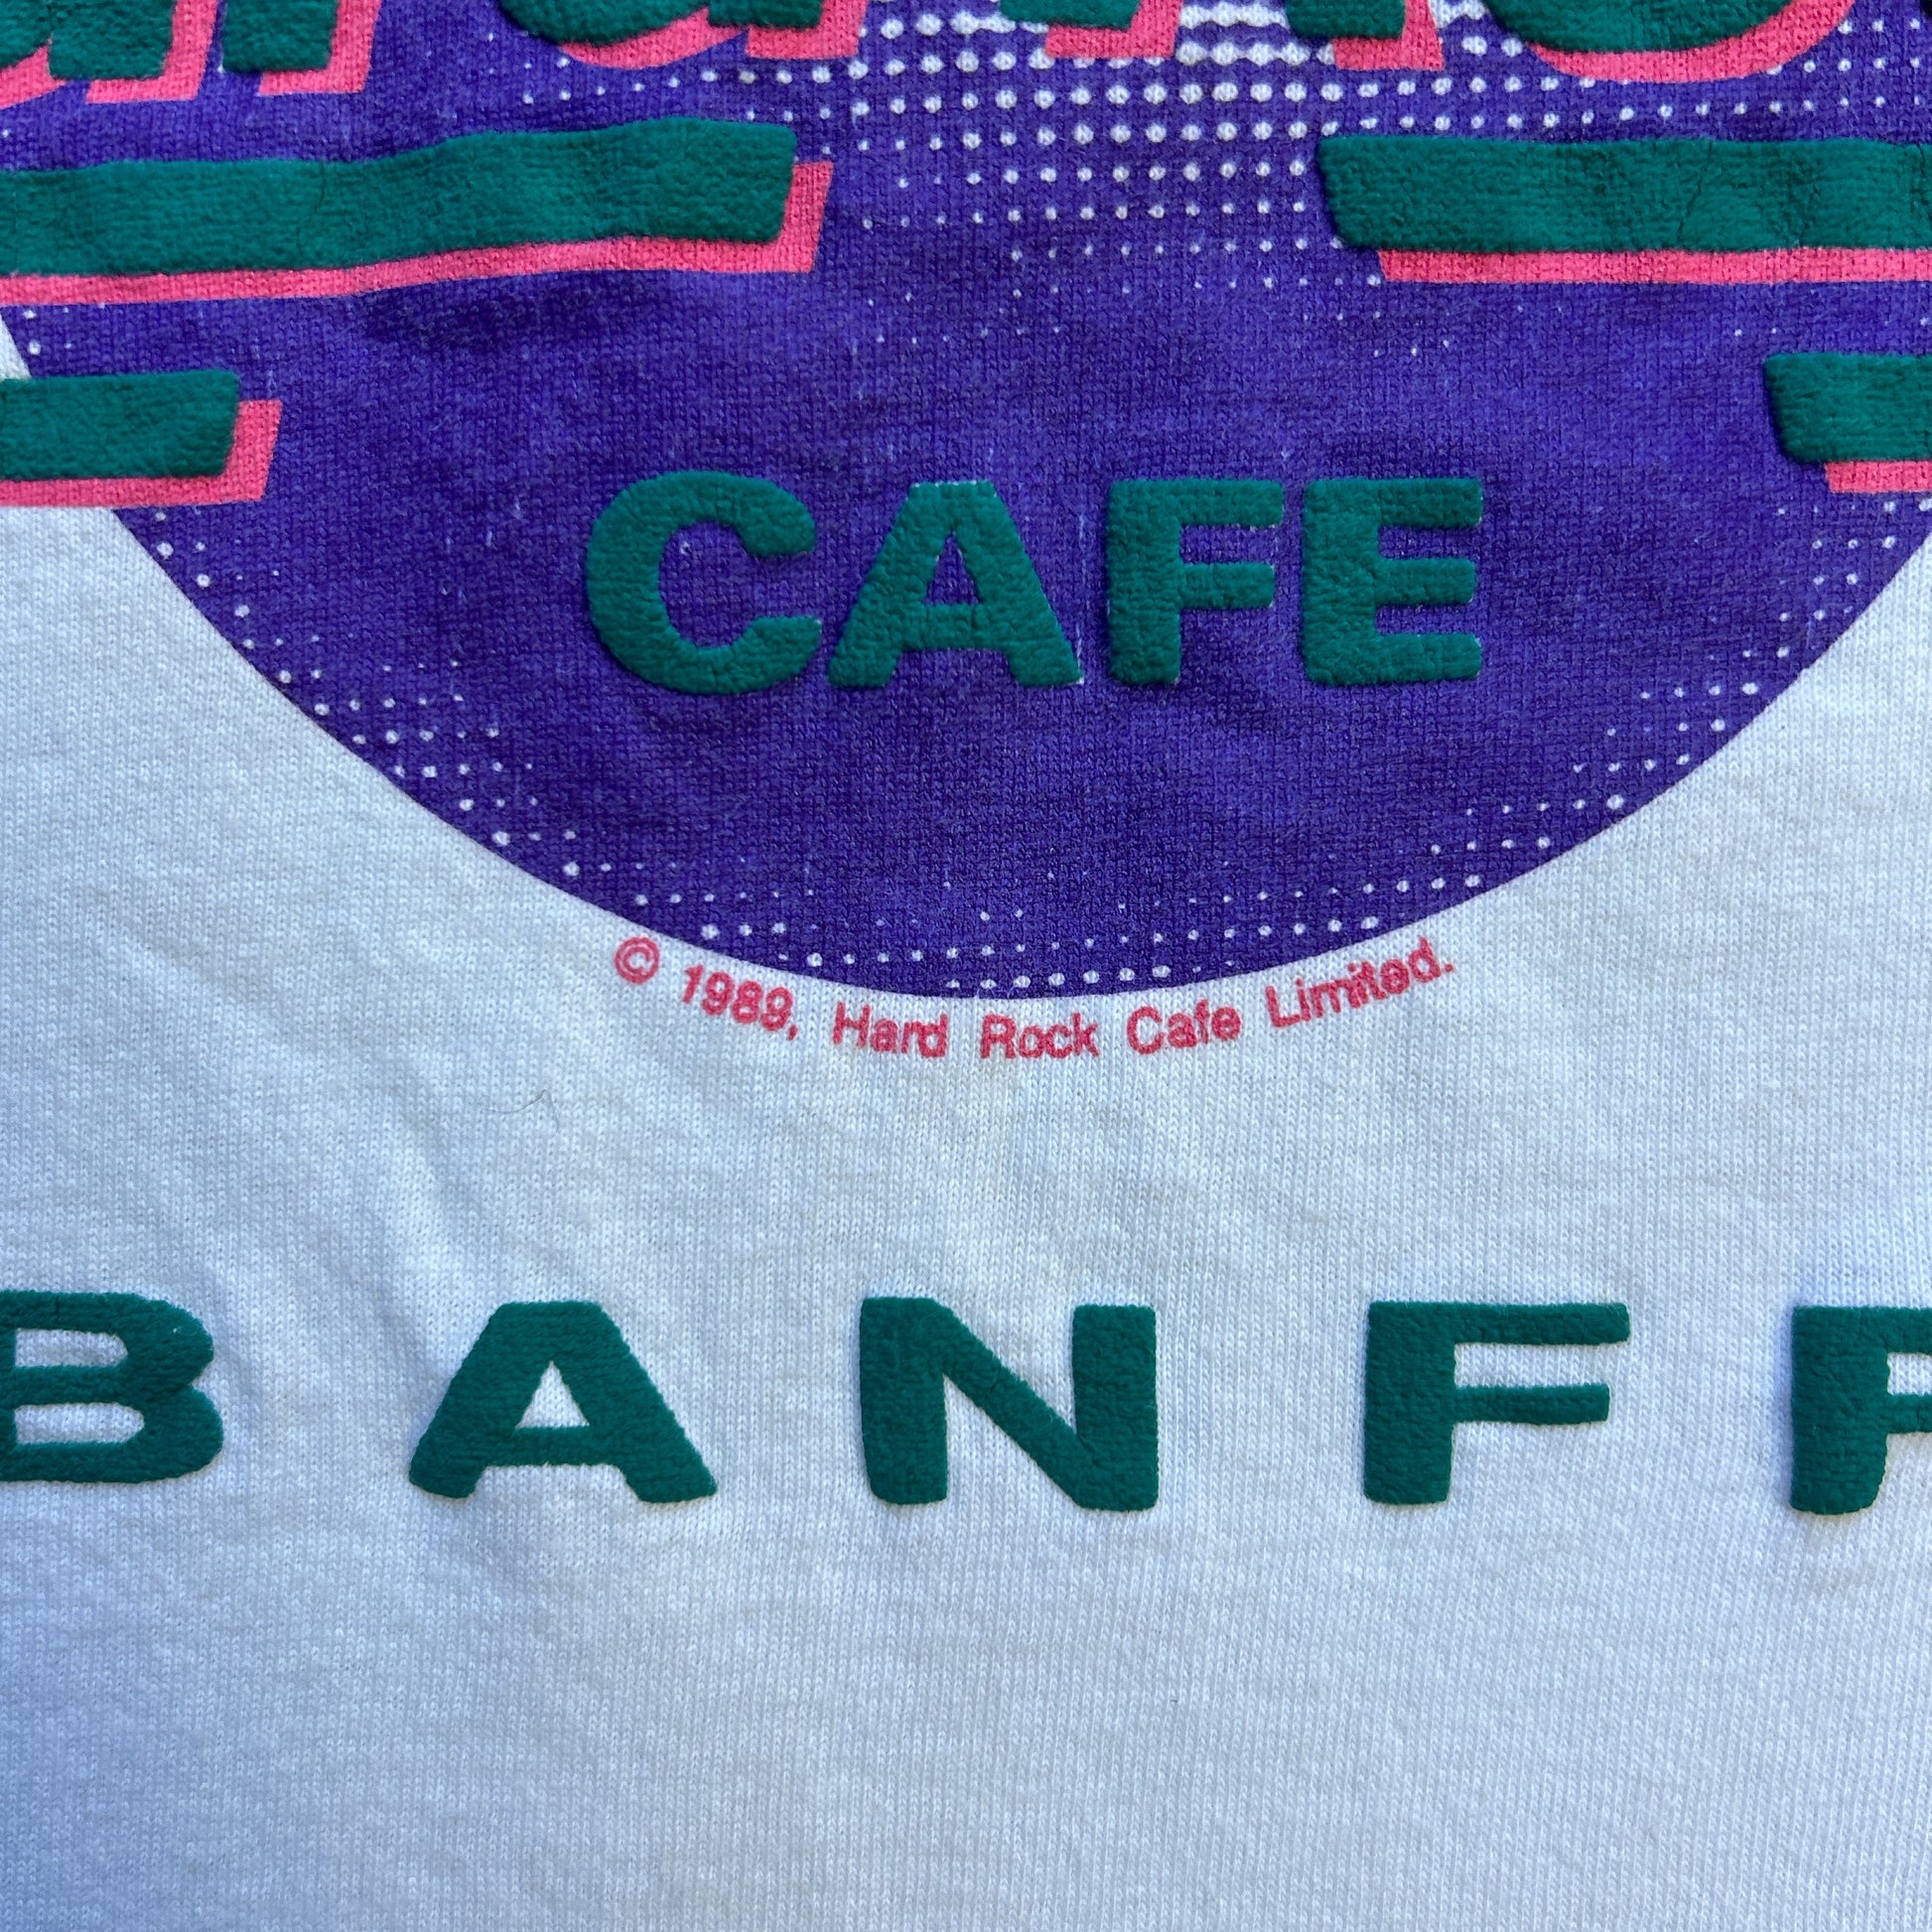 CAFE
© 1989, Hard Rock Cafe Limited.
BANFF